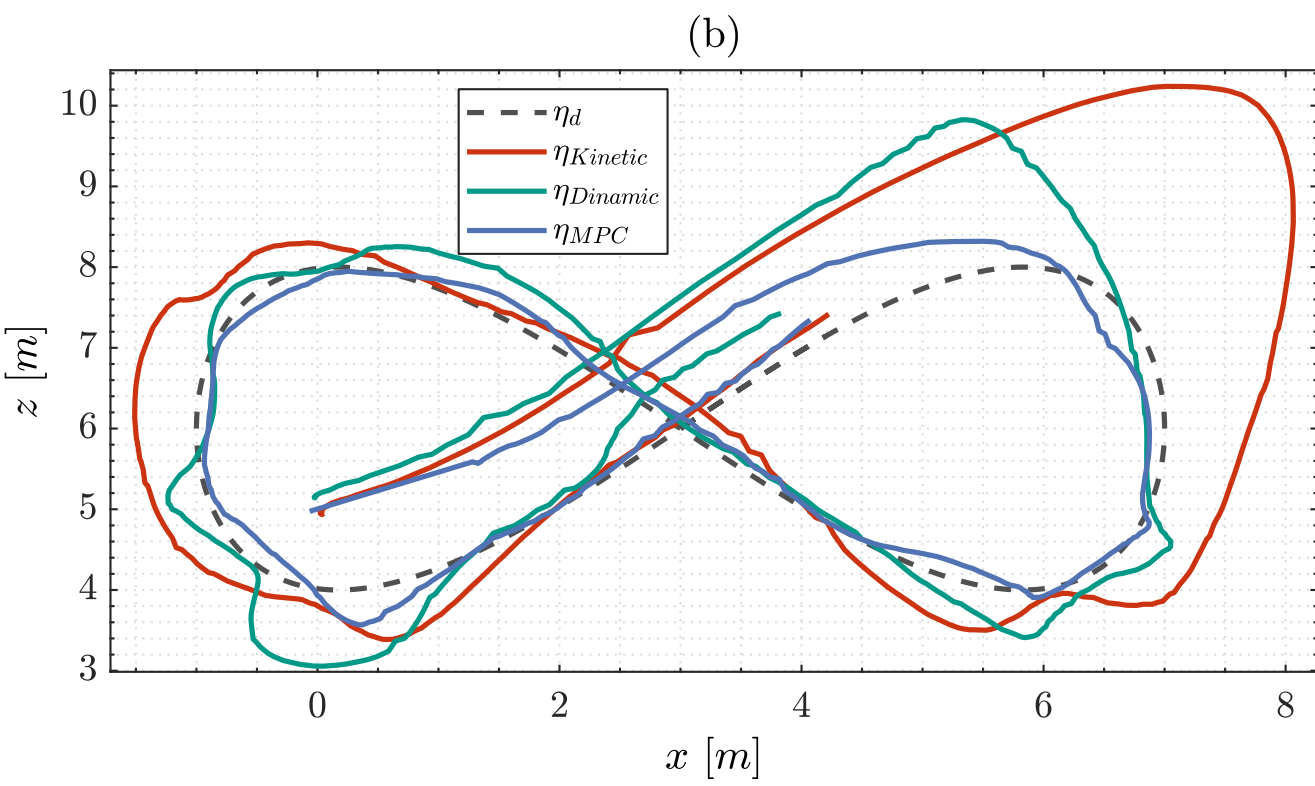 (b)
z [m]
10
9
8
7
6
5
4
3
η_d
η_Kinetic
η_Dinamic
η_MPC
0 2 4 6 8
x [m]